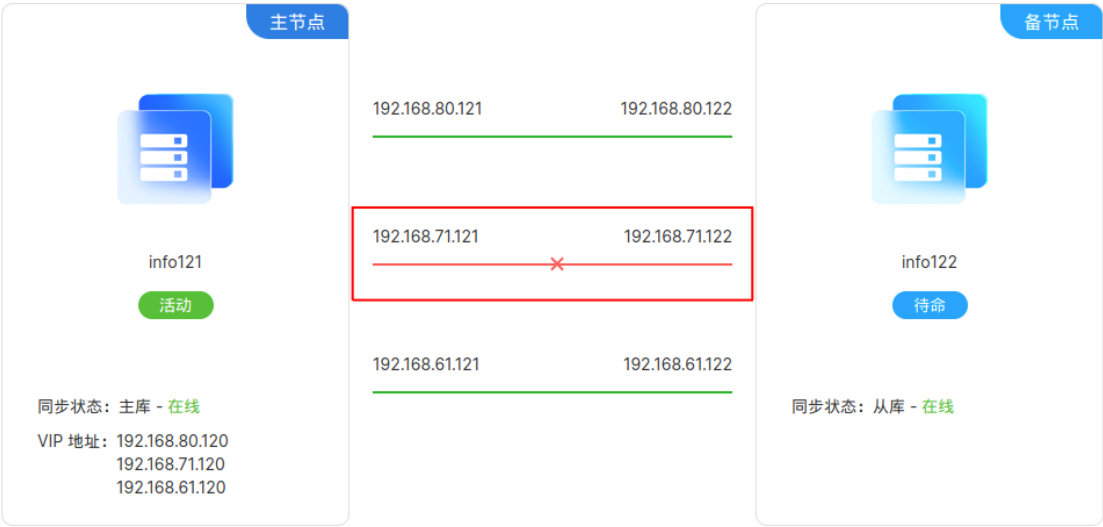 主节点
备节点
192.168.80.121
192.168.80.122
192.168.71.121
192.168.71.122
info121
info122
活动
待命
192.168.61.121
192.168.61.122
同步状态：主库 - 在线
同步状态：从库 - 在线
VIP 地址：192.168.80.120
192.168.71.120
192.168.61.120